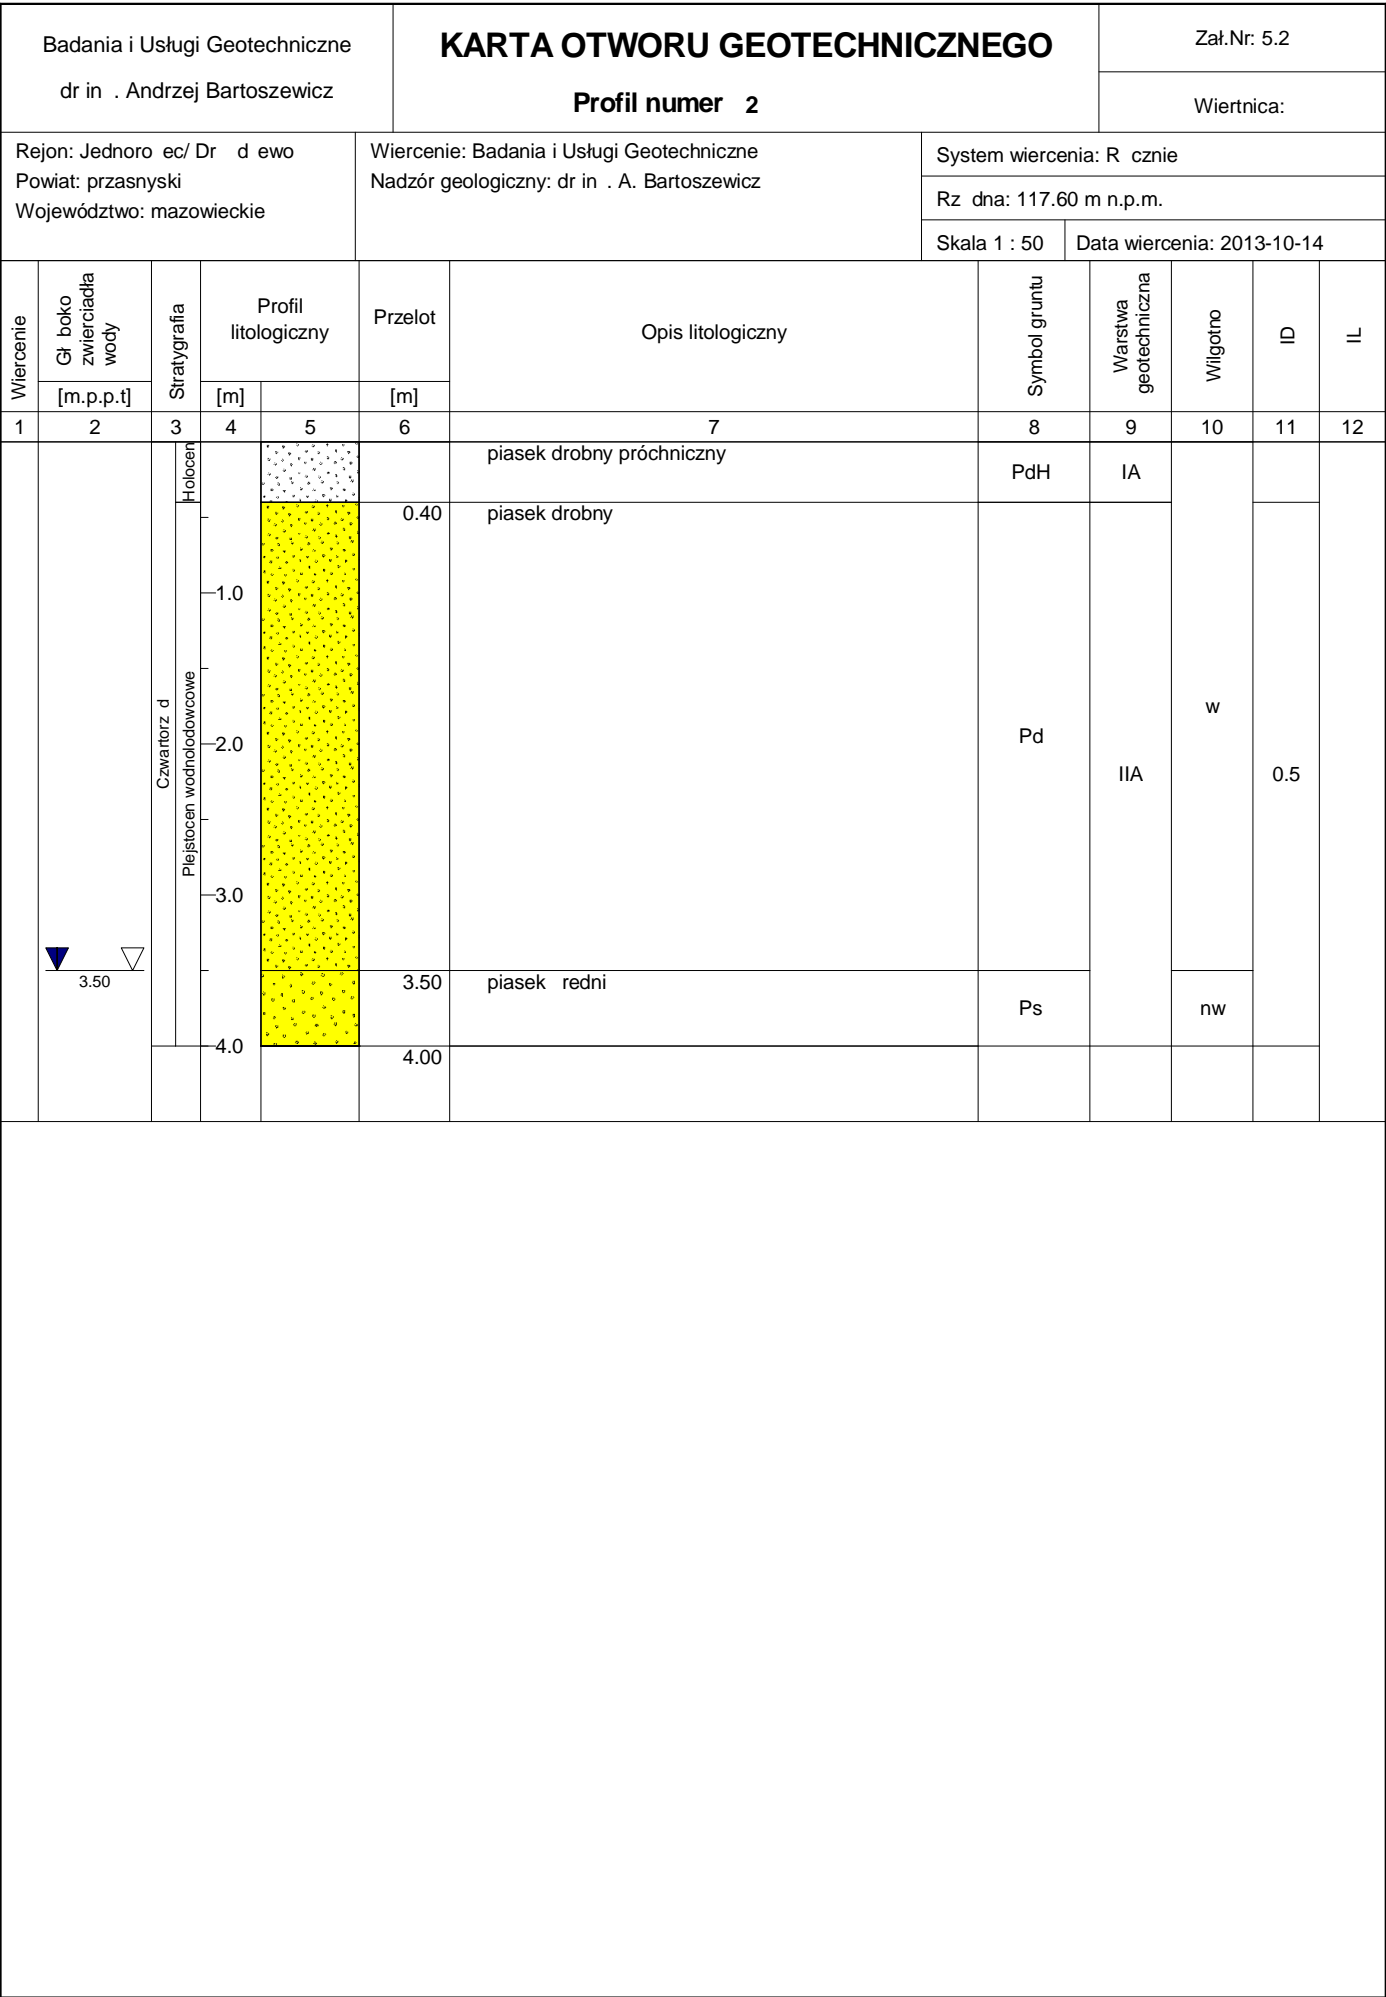 Badania i Usługi Geotechniczne
dr in . Andrzej Bartoszewicz
KARTA OTWORU GEOTECHNICZNEGO
Profil numer 2
Zał.Nr: 5.2
Wiertnica:
Rejon: Jednoro ec/ Dr d ewo
Powiat: przasnyski
Województwo: mazowieckie
Wiercenie: Badania i Usługi Geotechniczne
Nadzór geologiczny: dr in . A. Bartoszewicz
System wiercenia: R cznie
Rz dna: 117.60 m n.p.m.
Skala 1 : 50
Data wiercenia: 2013-10-14
Wiercenie
Gł boko
zwierciadła
wody
[m.p.p.t]
Stratygrafia
Profil
litologiczny
[m]
Przelot
[m]
Opis litologiczny
Symbol gruntu
Warstwa
geotechniczna
Wilgotno
ID
IL
1 2 3 4 5 6 7 8 9 10 11 12
Holocen
piasek drobny próchniczny
PdH
IA
0.40
piasek drobny
1.0
Czwartorz d
Plejstocen wodnolodowcowe
w
2.0
Pd
IIA
0.5
3.0
3.50
3.50
piasek redni
Ps
nw
4.0
4.00